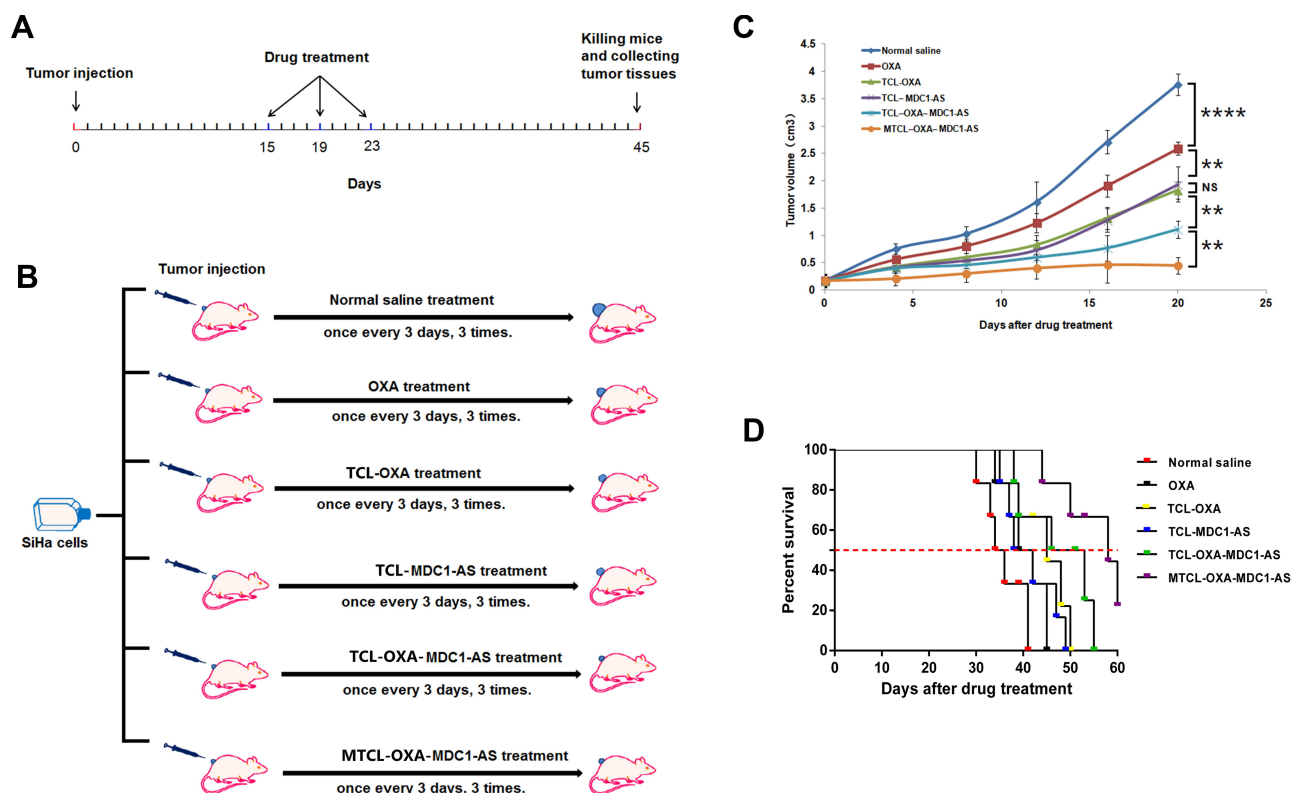 A
Tumor injection
Drug treatment
Killing mice
and collecting
tumor tissues
0
15
19
23
45
Days
B
Tumor injection
SiHa cells
Normal saline treatment
once every 3 days, 3 times.
OXA treatment
once every 3 days, 3 times.
TCL-OXA treatment
once every 3 days, 3 times.
TCL-MDC1-AS treatment
once every 3 days, 3 times.
TCL-OXA-MDC1-AS treatment
once every 3 days, 3 times.
MTCL-OXA-MDC1-AS treatment
once every 3 days, 3 times.
C
Tumor volume (cm3)
4.5
4
3.5
3
2.5
2
1.5
1
0.5
0
0
5
10
15
20
25
Days after drug treatment
Normal saline
OXA
TCL-OXA
TCL-MDC1-AS
TCL-OXA-MDC1-AS
MTCL-OXA-MDC1-AS
****
**
NS
**
**
D
Percent survival
100
80
60
40
20
0
0
10
20
30
40
50
60
Days after drug treatment
Normal saline
OXA
TCL-OXA
TCL-MDC1-AS
TCL-OXA-MDC1-AS
MTCL-OXA-MDC1-AS